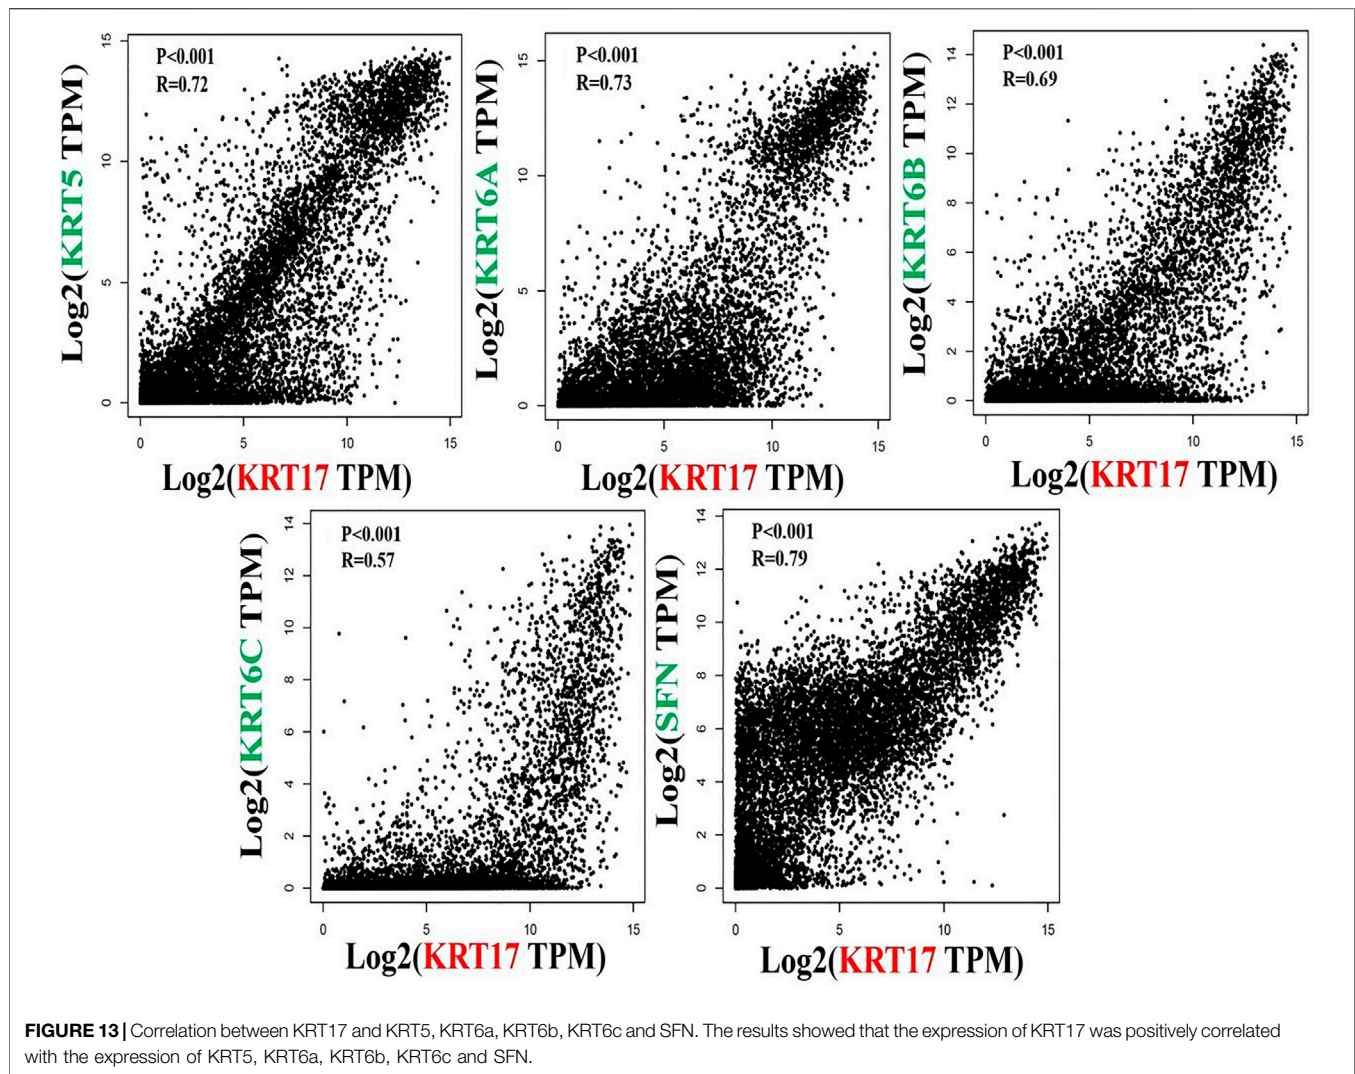 P<0.001
R=0.72
Log2(KRT5 TPM)
0
5
10
15
0
5
10
15
Log2(KRT17 TPM)
P<0.001
R=0.73
Log2(KRT6A TPM)
0
5
10
15
0
5
10
15
Log2(KRT17 TPM)
P<0.001
R=0.69
Log2(KRT6B TPM)
0
2
4
6
8
10
12
14
0
5
10
15
Log2(KRT17 TPM)
P<0.001
R=0.57
Log2(KRT6C TPM)
0
2
4
6
8
10
12
14
0
5
10
15
Log2(KRT17 TPM)
P<0.001
R=0.79
Log2(SFN TPM)
0
2
4
6
8
10
12
14
0
5
10
15
Log2(KRT17 TPM)
FIGURE 13 | Correlation between KRT17 and KRT5, KRT6a, KRT6b, KRT6c and SFN. The results showed that the expression of KRT17 was positively correlated
with the expression of KRT5, KRT6a, KRT6b, KRT6c and SFN.